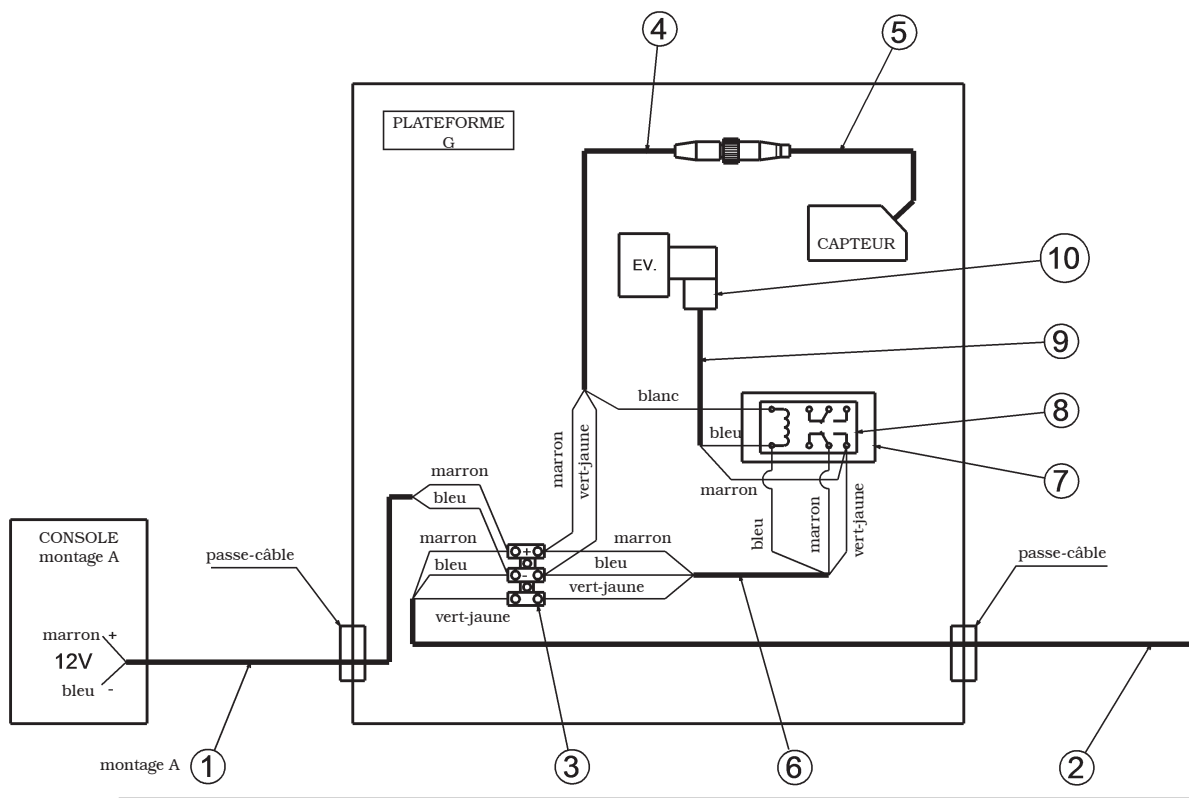 4
5
PLATEFORME
G
CAPTEUR
EV.
10
9
blanc
8
bleu
marron
vert-jaune
marron
7
marron
bleu
CONSOLE
montage A
bleu
marron
vert-jaune
passe-câble
marron
+
marron
passe-câble
bleu
-
bleu
vert-jaune
vert-jaune
marron +
12V
bleu -
montage A
1
3
6
2